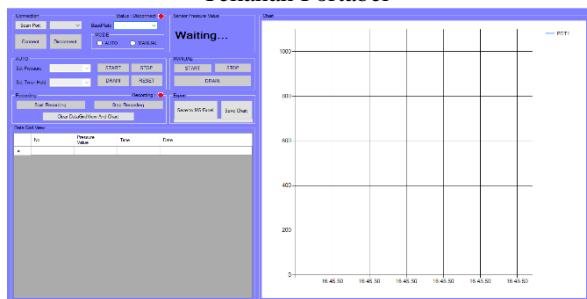 Connection
Status : Disconnect
Scan Port
BaudRate
Connect
Disconnect
MODE
AUTO
MANUAL
Sensor Pressure Value
Waiting...
AUTO
Set Pressure
START
STOP
Set Timer Hold
DRAIN
RESET
MANUAL
START
STOP
DRAIN
Recording
Recording :
Start Recording
Stop Recording
Clear DataGridView And Chart
Export
Save to MS Excel
Save Chart
Data Grid View
No
Pressure Value
Time
Date
Chart
1000
800
600
400
200
0
16:45:50
16:45:50
16:45:50
16:45:50
16:45:50
16:45:50